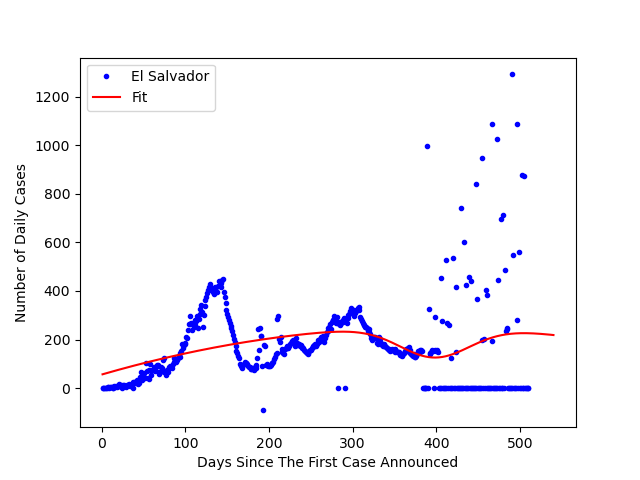 El Salvador
Fit
1200
1000
800
600
400
200
0
Number of Daily Cases
0 100 200 300 400 500
Days Since The First Case Announced